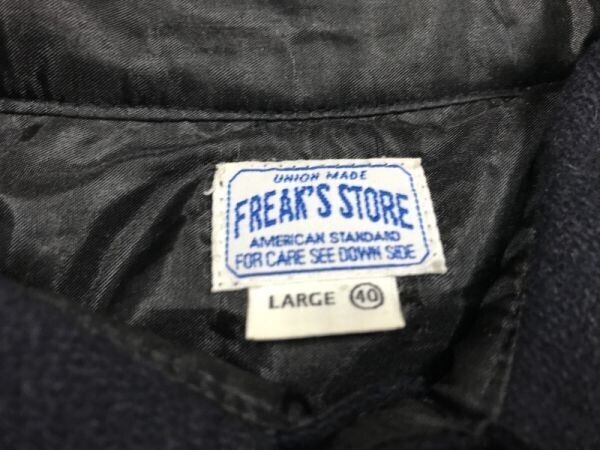 UNION MADE
FREAK'S STORE
AMERICAN STANDARD
FOR CARE SEE DOWN SIDE
LARGE 40